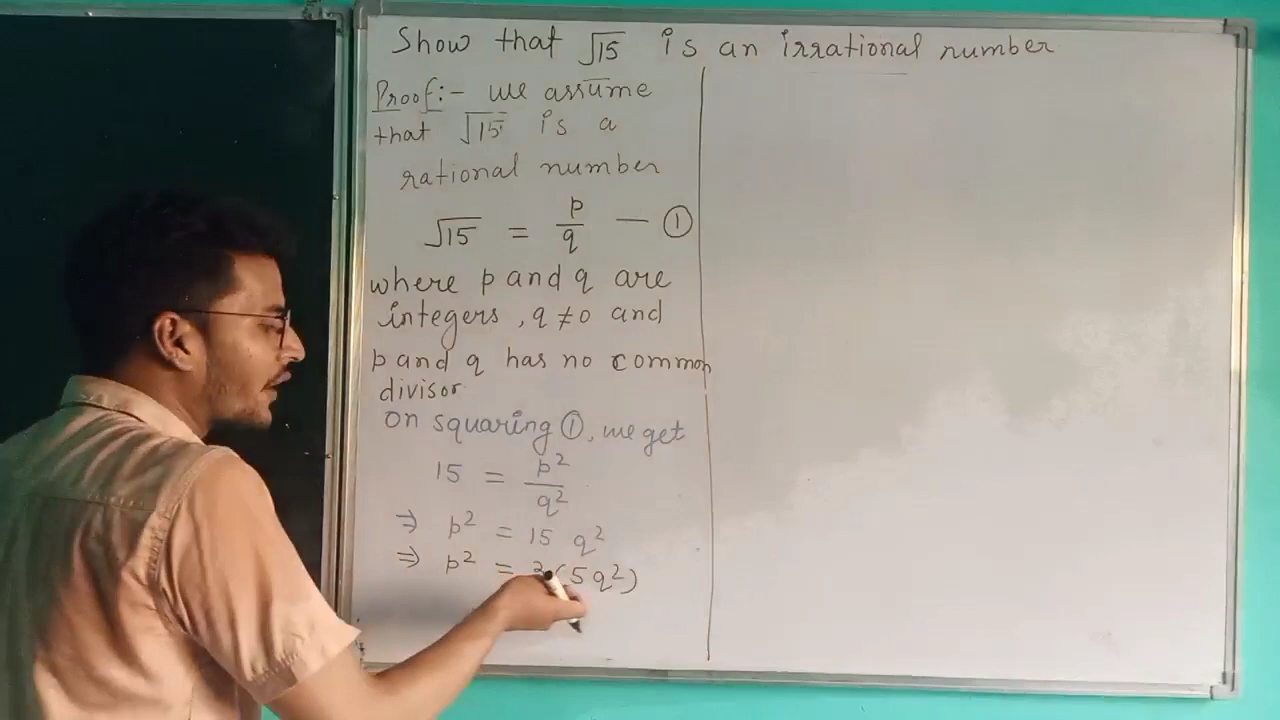 Show that √15 is an irrational number
Proof:- we assume
that √15 is a
rational number
√15 = p/q — ①
where p and q are
integers, q ≠ 0 and
p and q has no common
divisor.
On squaring ①, we get
15 = p²/q²
⇒ p² = 15 q²
⇒ p² = 3(5q²)